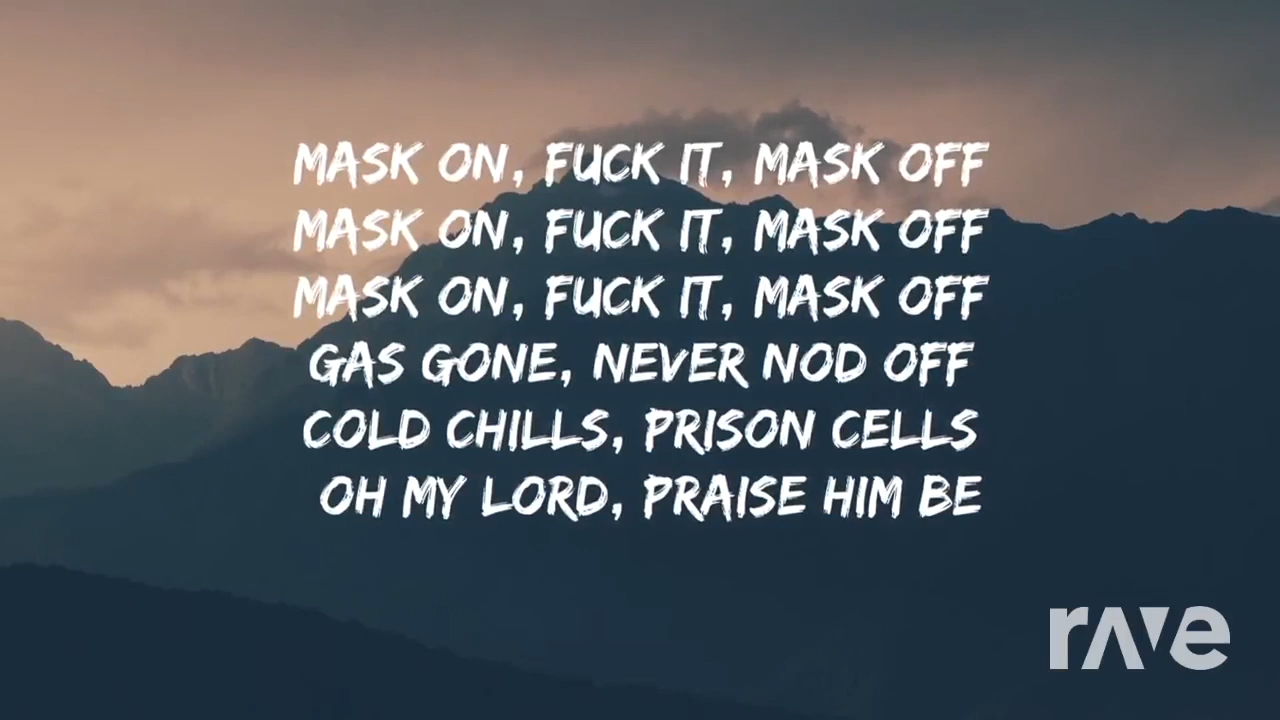 MASK ON, FUCK IT, MASK OFF
MASK ON, FUCK IT, MASK OFF
MASK ON, FUCK IT, MASK OFF
GAS GONE, NEVER NOD OFF
COLD CHILLS, PRISON CELLS
OH MY LORD, PRAISE HIM BE
rave